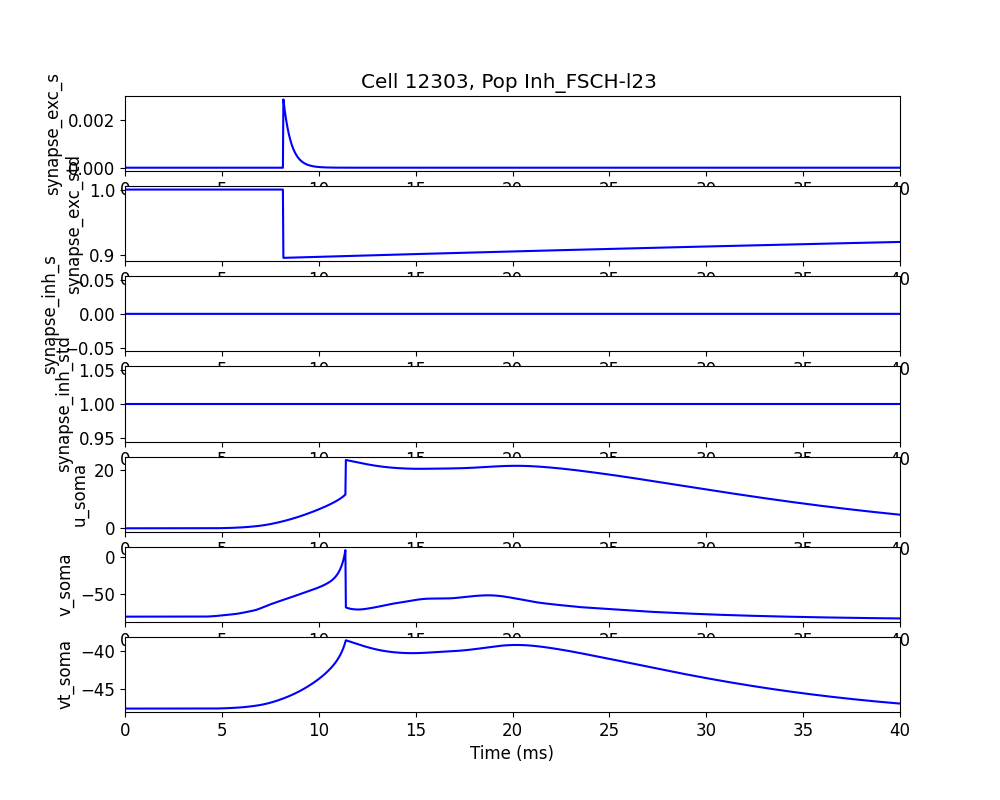 Cell 12303, Pop Inh_FSCH-l23
synapse_exc_s
0.002
0.000
0 5 10 15 20 25 30 35 40
synapse_exc_std
1.0
0.9
0 5 10 15 20 25 30 35 40
synapse_inh_s
0.05
0.00
−0.05
0 5 10 15 20 25 30 35 40
synapse_inh_std
1.05
1.00
0.95
0 5 10 15 20 25 30 35 40
u_soma
20
0
0 5 10 15 20 25 30 35 40
v_soma
0
−50
0 5 10 15 20 25 30 35 40
vt_soma
−40
−45
0 5 10 15 20 25 30 35 40
Time (ms)